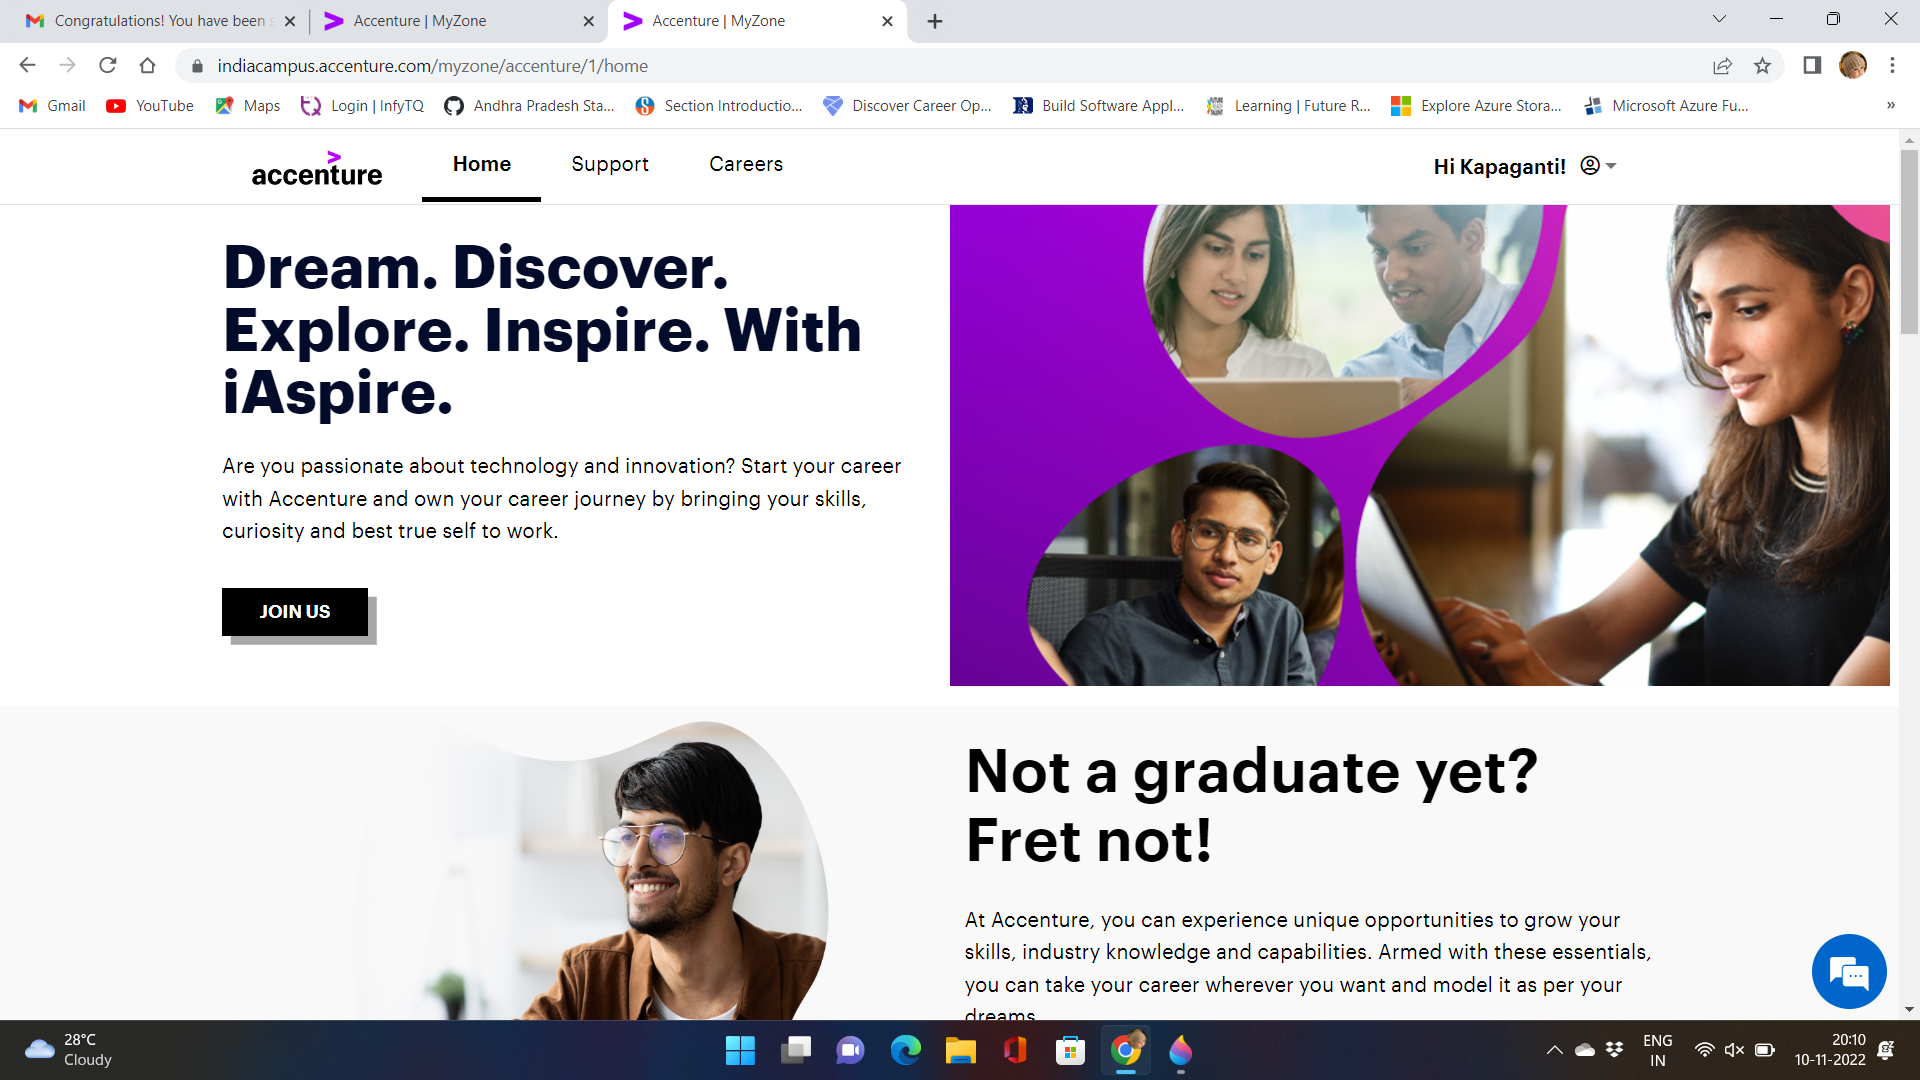 Congratulations! You have been
Accenture | MyZone
Accenture | MyZone
indiacampus.accenture.com/myzone/accenture/1/home
Gmail
YouTube
Maps
Login | InfyTQ
Andhra Pradesh Sta...
Section Introductio...
Discover Career Op...
Build Software Appl...
Learning | Future R...
Explore Azure Stora...
Microsoft Azure Fu...
»
accenture
Home
Support
Careers
Hi Kapaganti!
Dream. Discover.
Explore. Inspire. With
iAspire.
Are you passionate about technology and innovation? Start your career
with Accenture and own your career journey by bringing your skills,
curiosity and best true self to work.
JOIN US
Not a graduate yet?
Fret not!
At Accenture, you can experience unique opportunities to grow your
skills, industry knowledge and capabilities. Armed with these essentials,
you can take your career wherever you want and model it as per your
dreams
28°C
Cloudy
ENG
IN
20:10
10-11-2022